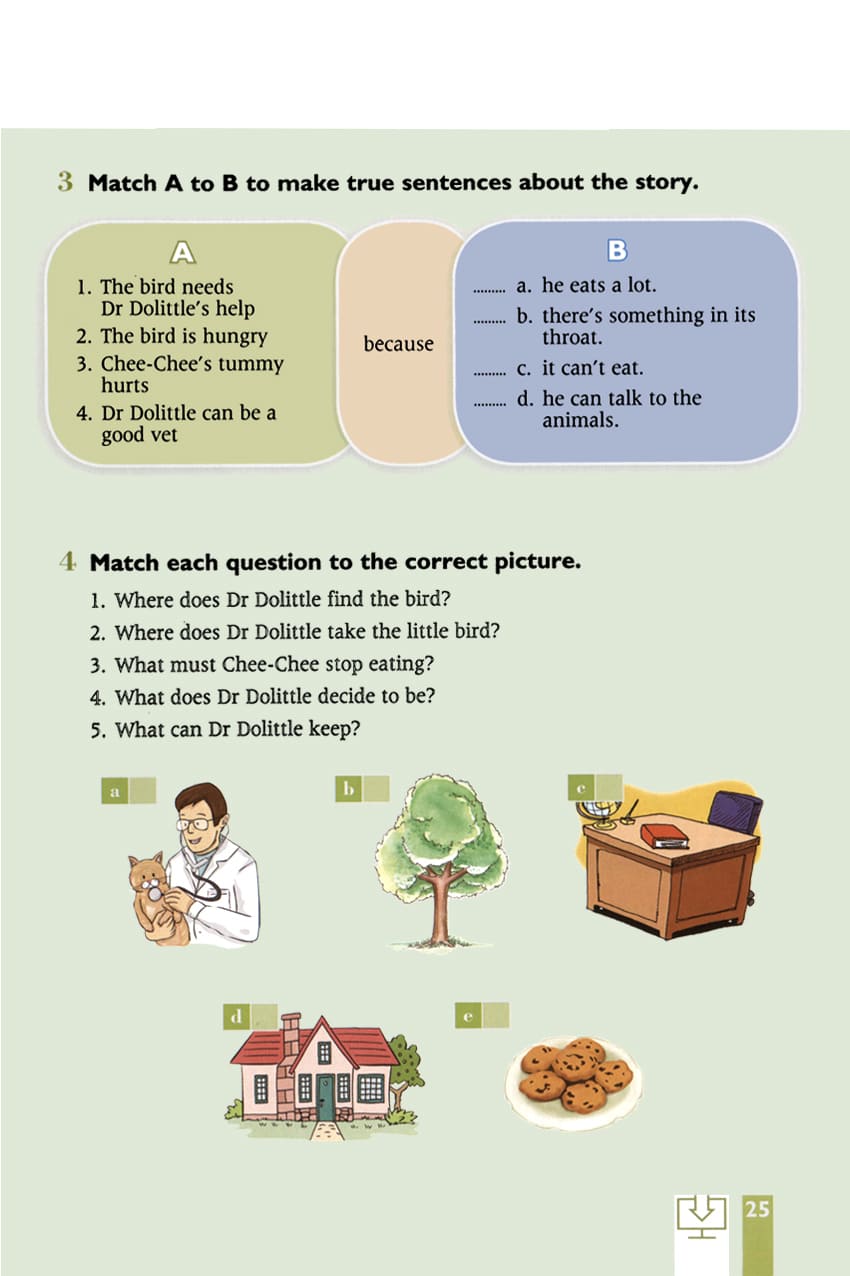 3 Match A to B to make true sentences about the story.
A
1. The bird needs
Dr Dolittle's help
2. The bird is hungry
3. Chee-Chee's tummy
hurts
4. Dr Dolittle can be a
good vet
because
B
......... a. he eats a lot.
......... b. there's something in its
throat.
......... c. it can't eat.
......... d. he can talk to the
animals.
4 Match each question to the correct picture.
1. Where does Dr Dolittle find the bird?
2. Where does Dr Dolittle take the little bird?
3. What must Chee-Chee stop eating?
4. What does Dr Dolittle decide to be?
5. What can Dr Dolittle keep?
a
b
c
d
e
25